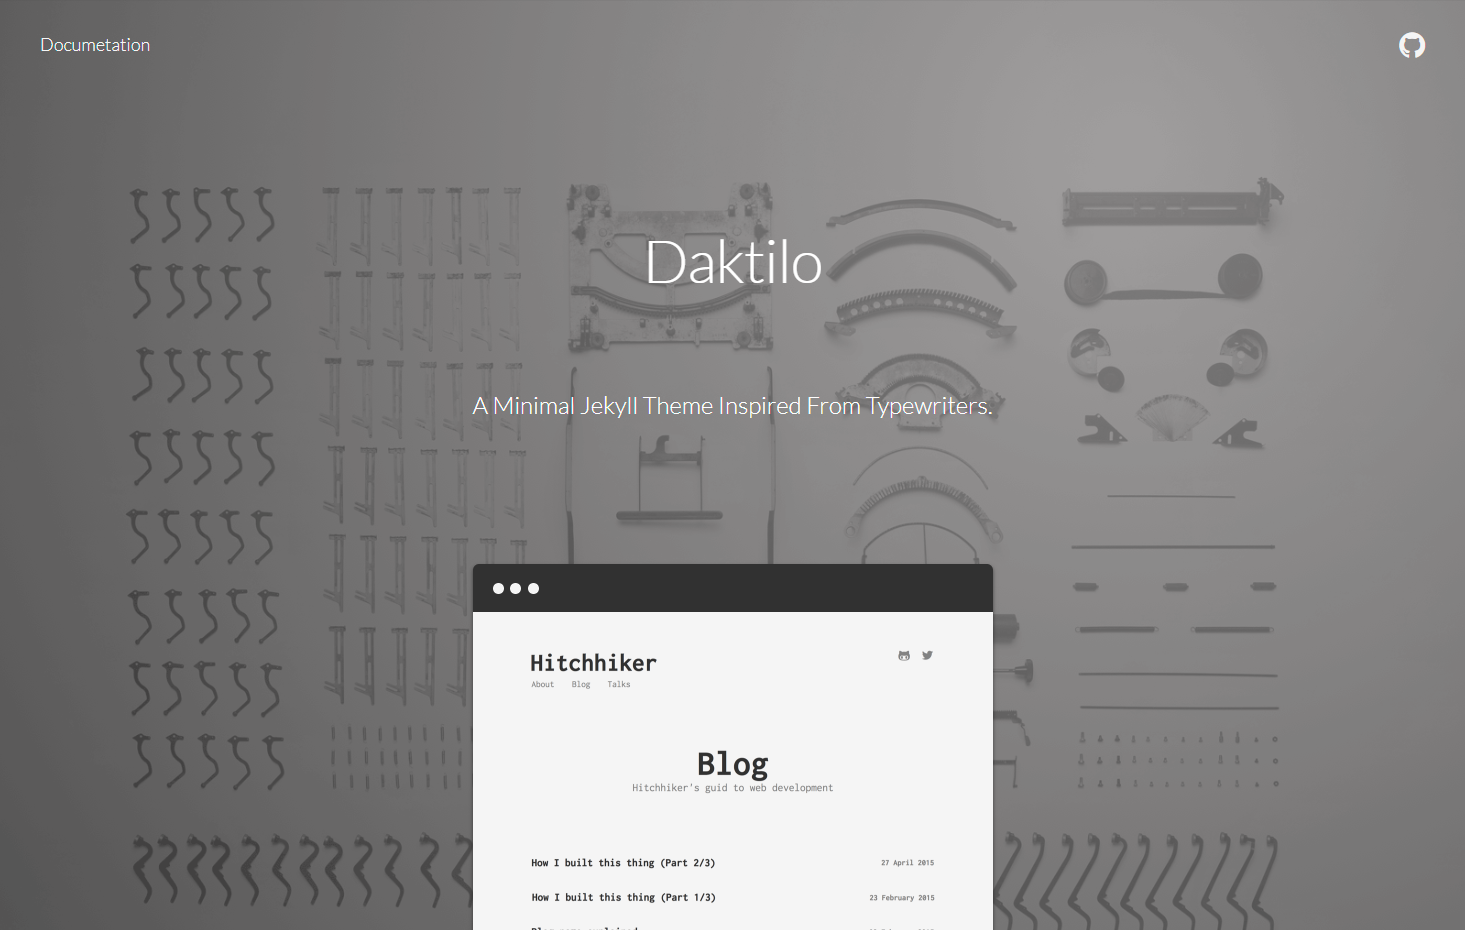 Documetation
Daktilo
A Minimal Jekyll Theme Inspired From Typewriters.
Hitchhiker
About Blog Talks
Blog
Hitchhiker's guid to web development
How I built this thing (Part 2/3) 27 April 2015
How I built this thing (Part 1/3) 23 February 2015